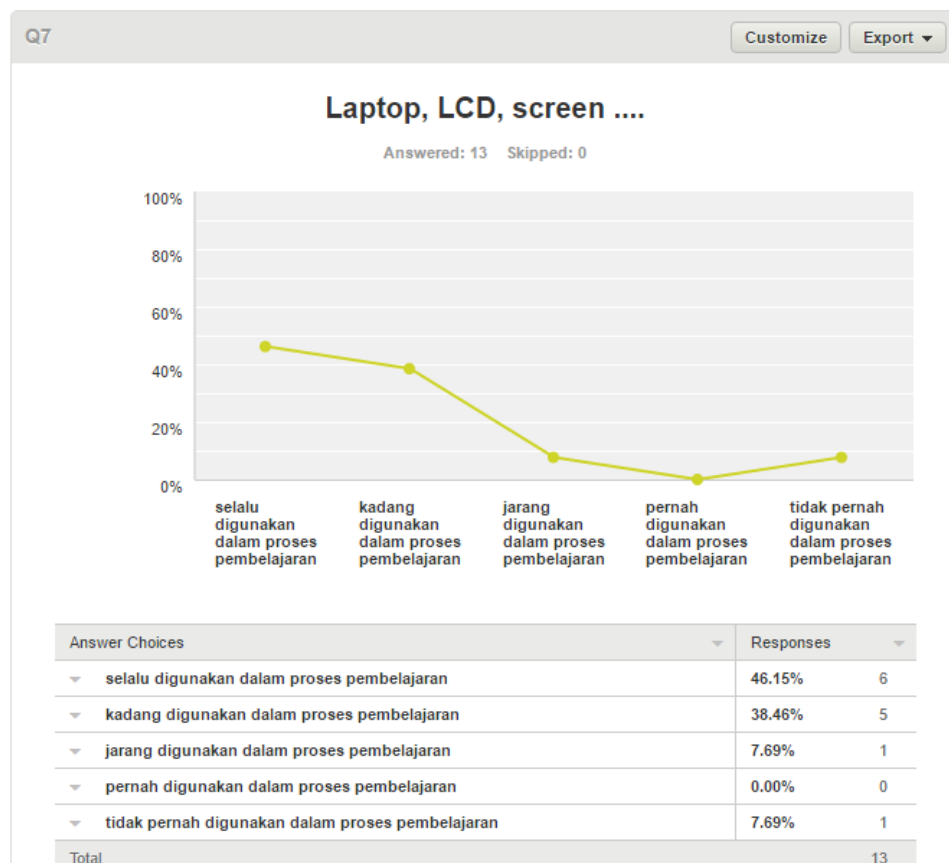 Q7
Customize
Export
Laptop, LCD, screen ....
Answered: 13 Skipped: 0
100%
80%
60%
40%
20%
0%
selalu
digunakan
dalam proses
pembelajaran
kadang
digunakan
dalam proses
pembelajaran
jarang
digunakan
dalam proses
pembelajaran
pernah
digunakan
dalam proses
pembelajaran
tidak pernah
digunakan
dalam proses
pembelajaran
Answer Choices Responses
selalu digunakan dalam proses pembelajaran 46.15% 6
kadang digunakan dalam proses pembelajaran 38.46% 5
jarang digunakan dalam proses pembelajaran 7.69% 1
pernah digunakan dalam proses pembelajaran 0.00% 0
tidak pernah digunakan dalam proses pembelajaran 7.69% 1
Total 13